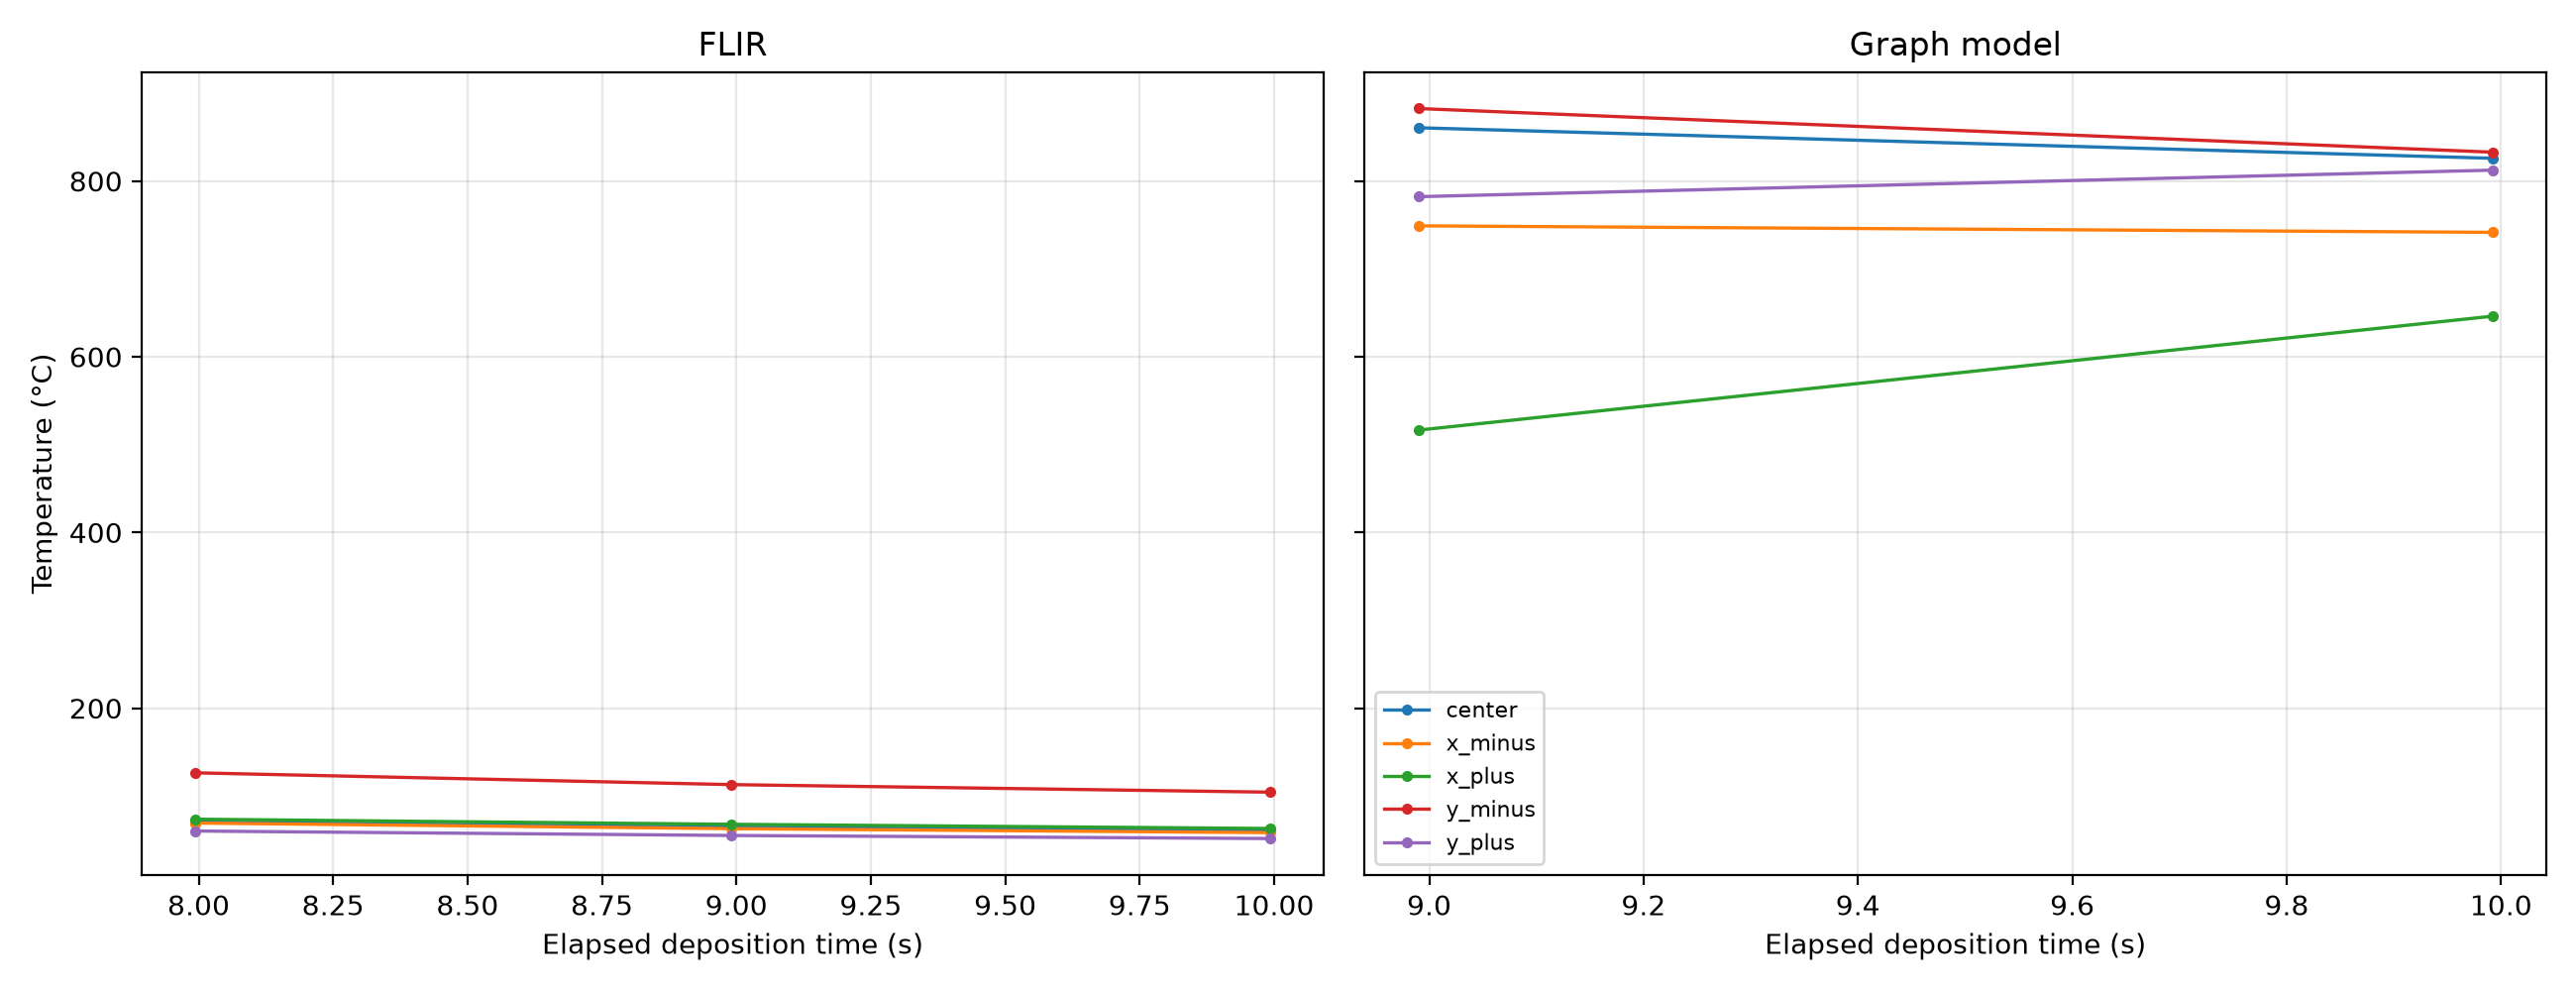 FLIR
Temperature (°C)
800
600
400
200
8.00 8.25 8.50 8.75 9.00 9.25 9.50 9.75 10.00
Elapsed deposition time (s)
Graph model
center
x_minus
x_plus
y_minus
y_plus
9.0 9.2 9.4 9.6 9.8 10.0
Elapsed deposition time (s)